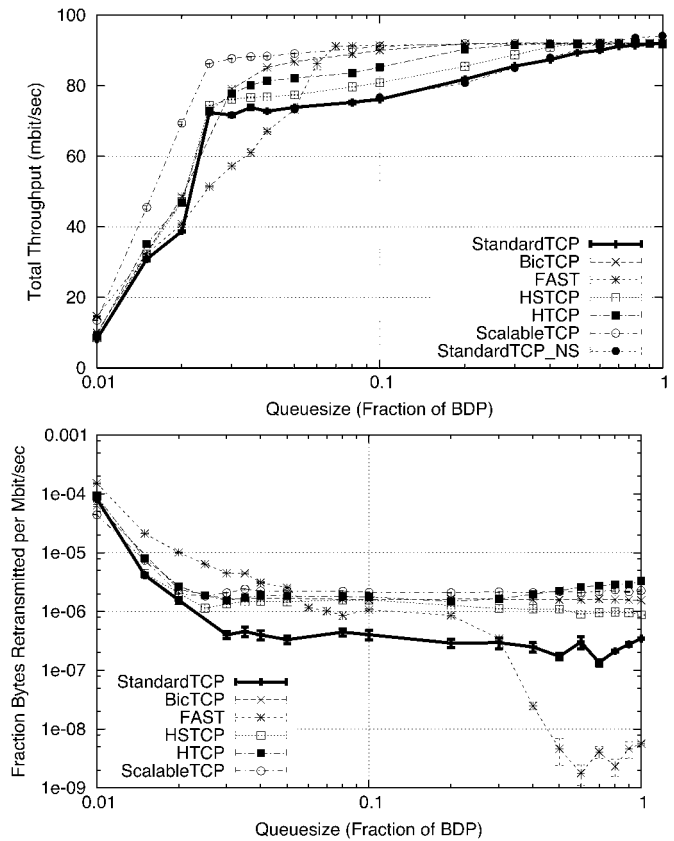 100
80
60
40
20
0
Total Throughput (mbit/sec)
StandardTCP
BicTCP
FAST
HSTCP
HTCP
ScalableTCP
StandardTCP_NS
0.01
0.1
1
Queuesize (Fraction of BDP)
0.001
1e-04
1e-05
1e-06
1e-07
1e-08
1e-09
Fraction Bytes Retransmitted per Mbit/sec
StandardTCP
BicTCP
FAST
HSTCP
HTCP
ScalableTCP
0.01
0.1
1
Queuesize (Fraction of BDP)